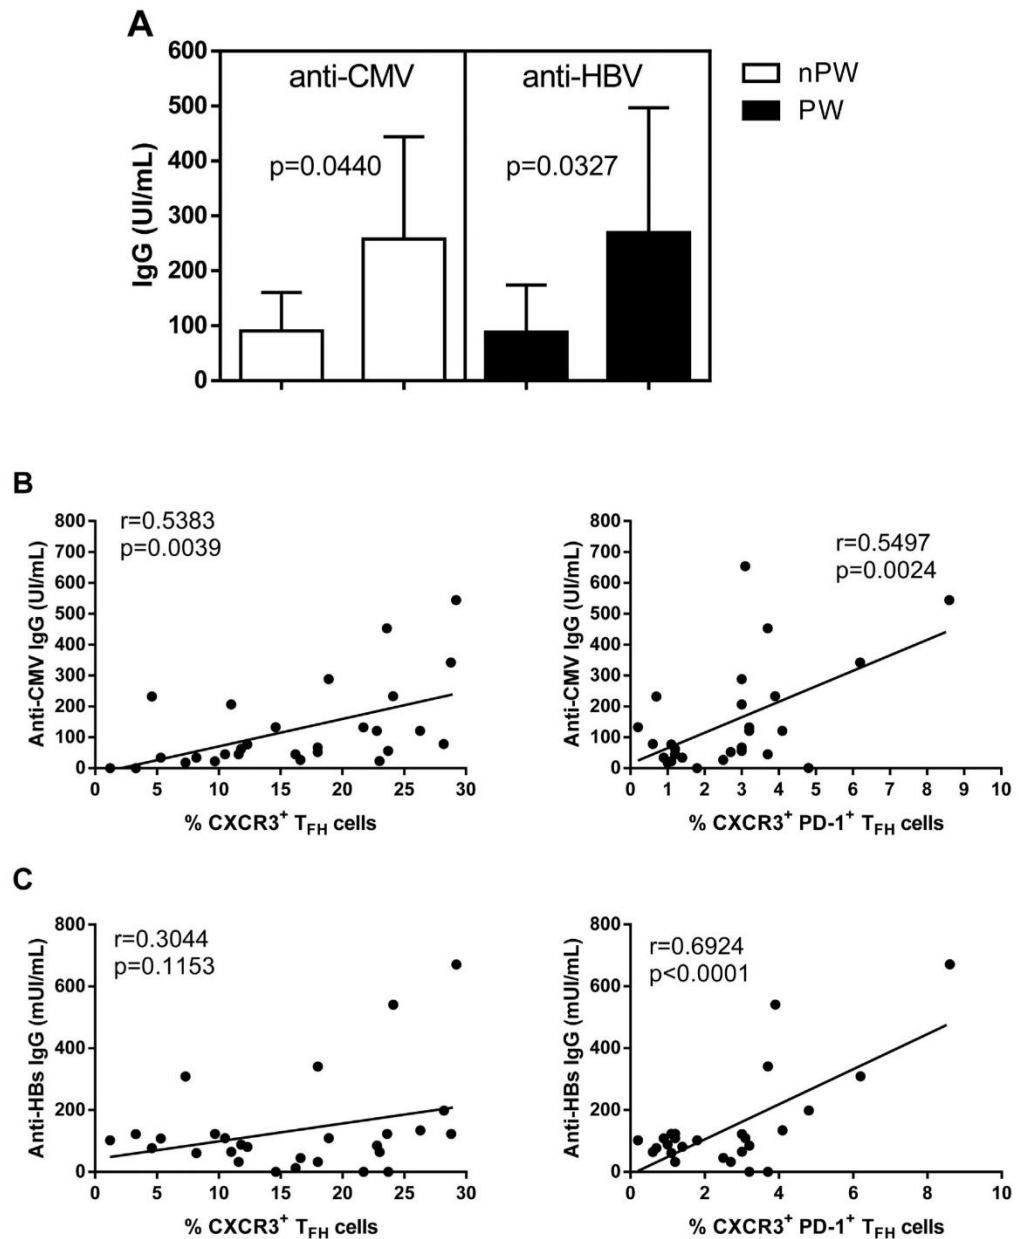 A
600
500
400
300
200
100
0
IgG (UI/mL)
anti-CMV
anti-HBV
p=0.0440
p=0.0327
nPW
PW
B
800
700
600
500
400
300
200
100
0
Anti-CMV IgG (UI/mL)
r=0.5383
p=0.0039
0 5 10 15 20 25 30
% CXCR3⁺ T_FH cells
800
700
600
500
400
300
200
100
0
Anti-CMV IgG (UI/mL)
r=0.5497
p=0.0024
0 1 2 3 4 5 6 7 8 9 10
% CXCR3⁺ PD-1⁺ T_FH cells
C
800
600
400
200
0
Anti-HBs IgG (mUI/mL)
r=0.3044
p=0.1153
0 5 10 15 20 25 30
% CXCR3⁺ T_FH cells
800
600
400
200
0
Anti-HBs IgG (mUI/mL)
r=0.6924
p<0.0001
0 2 4 6 8 10
% CXCR3⁺ PD-1⁺ T_FH cells